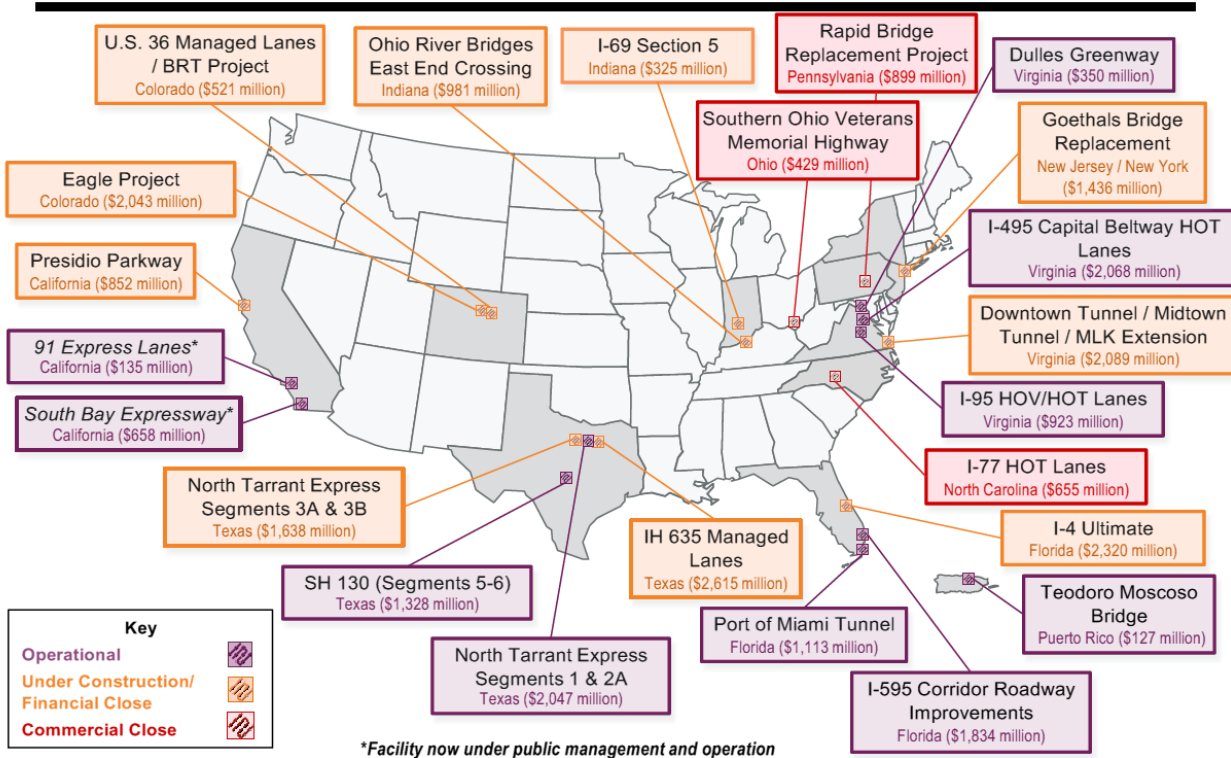 U.S. 36 Managed Lanes
/ BRT Project
Colorado ($521 million)
Ohio River Bridges
East End Crossing
Indiana ($981 million)
I-69 Section 5
Indiana ($325 million)
Rapid Bridge
Replacement Project
Pennsylvania ($899 million)
Dulles Greenway
Virginia ($350 million)
Southern Ohio Veterans
Memorial Highway
Ohio ($429 million)
Goethals Bridge
Replacement
New Jersey / New York
($1,436 million)
Eagle Project
Colorado ($2,043 million)
I-495 Capital Beltway HOT
Lanes
Virginia ($2,068 million)
Presidio Parkway
California ($852 million)
Downtown Tunnel / Midtown
Tunnel / MLK Extension
Virginia ($2,089 million)
91 Express Lanes*
California ($135 million)
I-95 HOV/HOT Lanes
Virginia ($923 million)
South Bay Expressway*
California ($658 million)
I-77 HOT Lanes
North Carolina ($655 million)
North Tarrant Express
Segments 3A & 3B
Texas ($1,638 million)
IH 635 Managed
Lanes
Texas ($2,615 million)
I-4 Ultimate
Florida ($2,320 million)
SH 130 (Segments 5-6)
Texas ($1,328 million)
Teodoro Moscoso
Bridge
Puerto Rico ($127 million)
Port of Miami Tunnel
Florida ($1,113 million)
North Tarrant Express
Segments 1 & 2A
Texas ($2,047 million)
I-595 Corridor Roadway
Improvements
Florida ($1,834 million)
Key
Operational
Under Construction/
Financial Close
Commercial Close
*Facility now under public management and operation